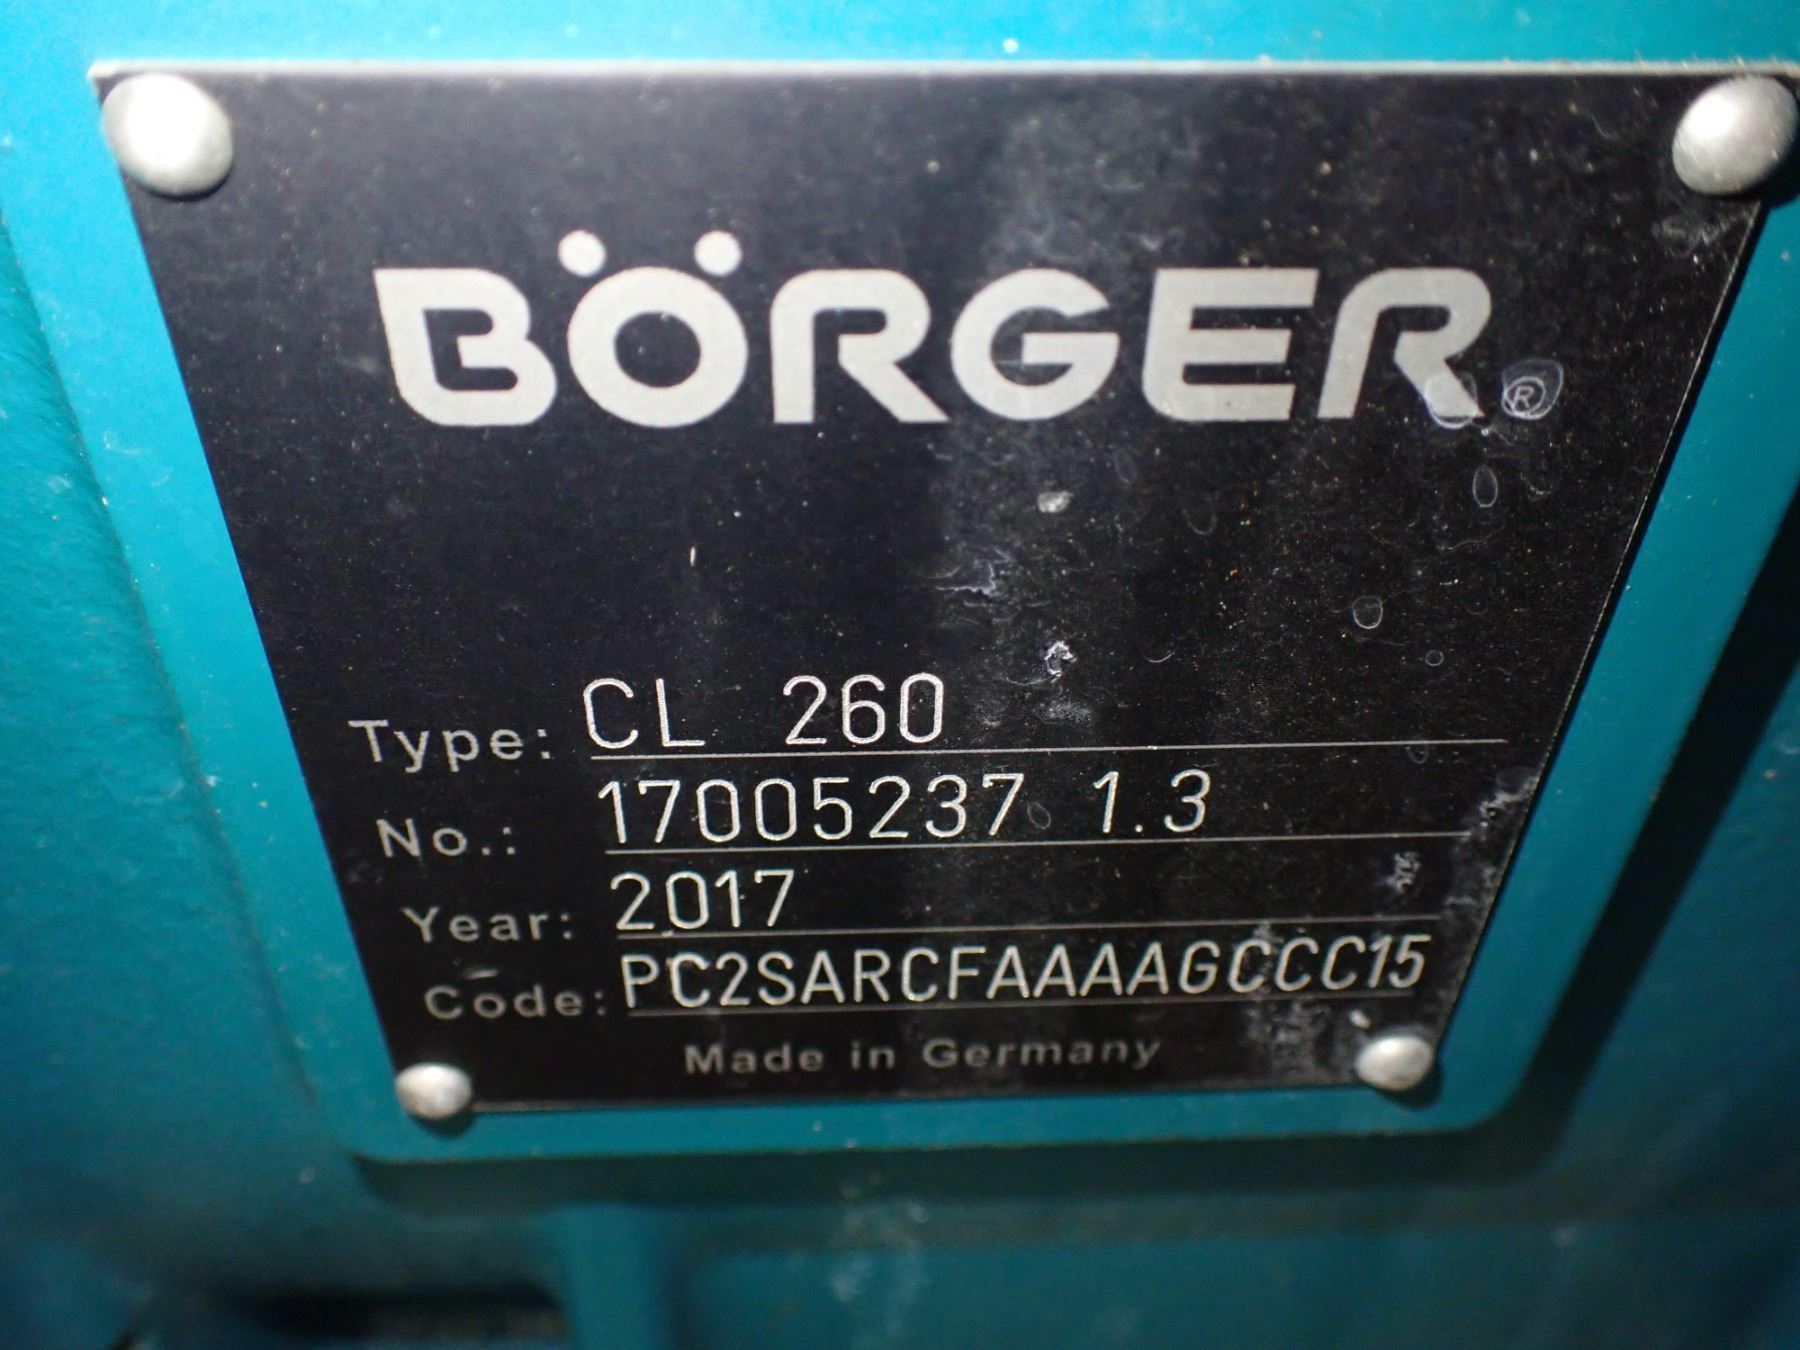 BÖRGER®
Type: CL 260
No.: 17005237 1.3
Year: 2017
Code: PC2SARCFAAAAGCCC15
Made in Germany